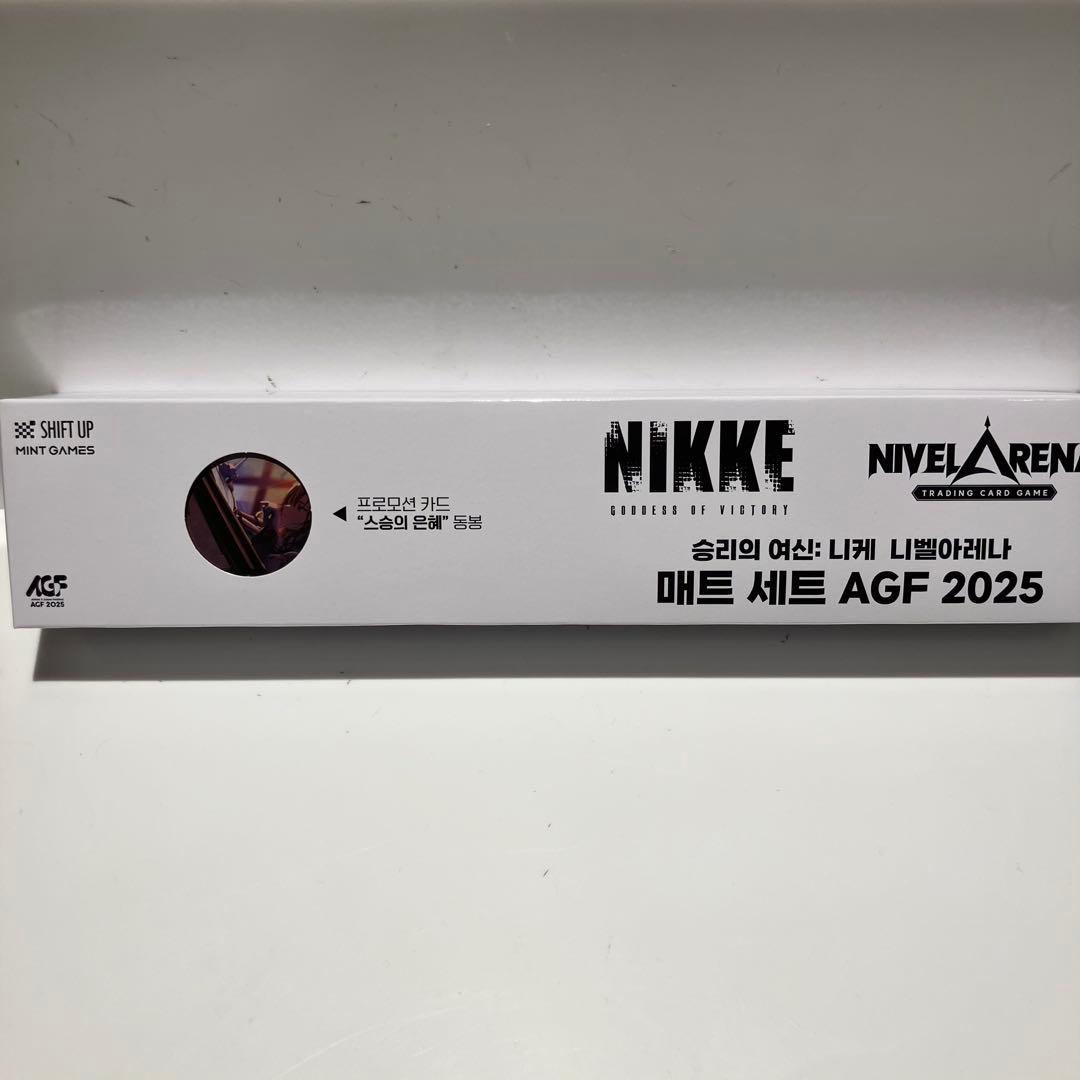 SHIFT UP
MINT GAMES
프로모션 카드
“스승의 은혜” 동봉
AGF
AGF 2025
NIKKE
GODDESS OF VICTORY
NIVEL ARENA
TRADING CARD GAME
승리의 여신: 니케 니벨아레나
매트 세트 AGF 2025